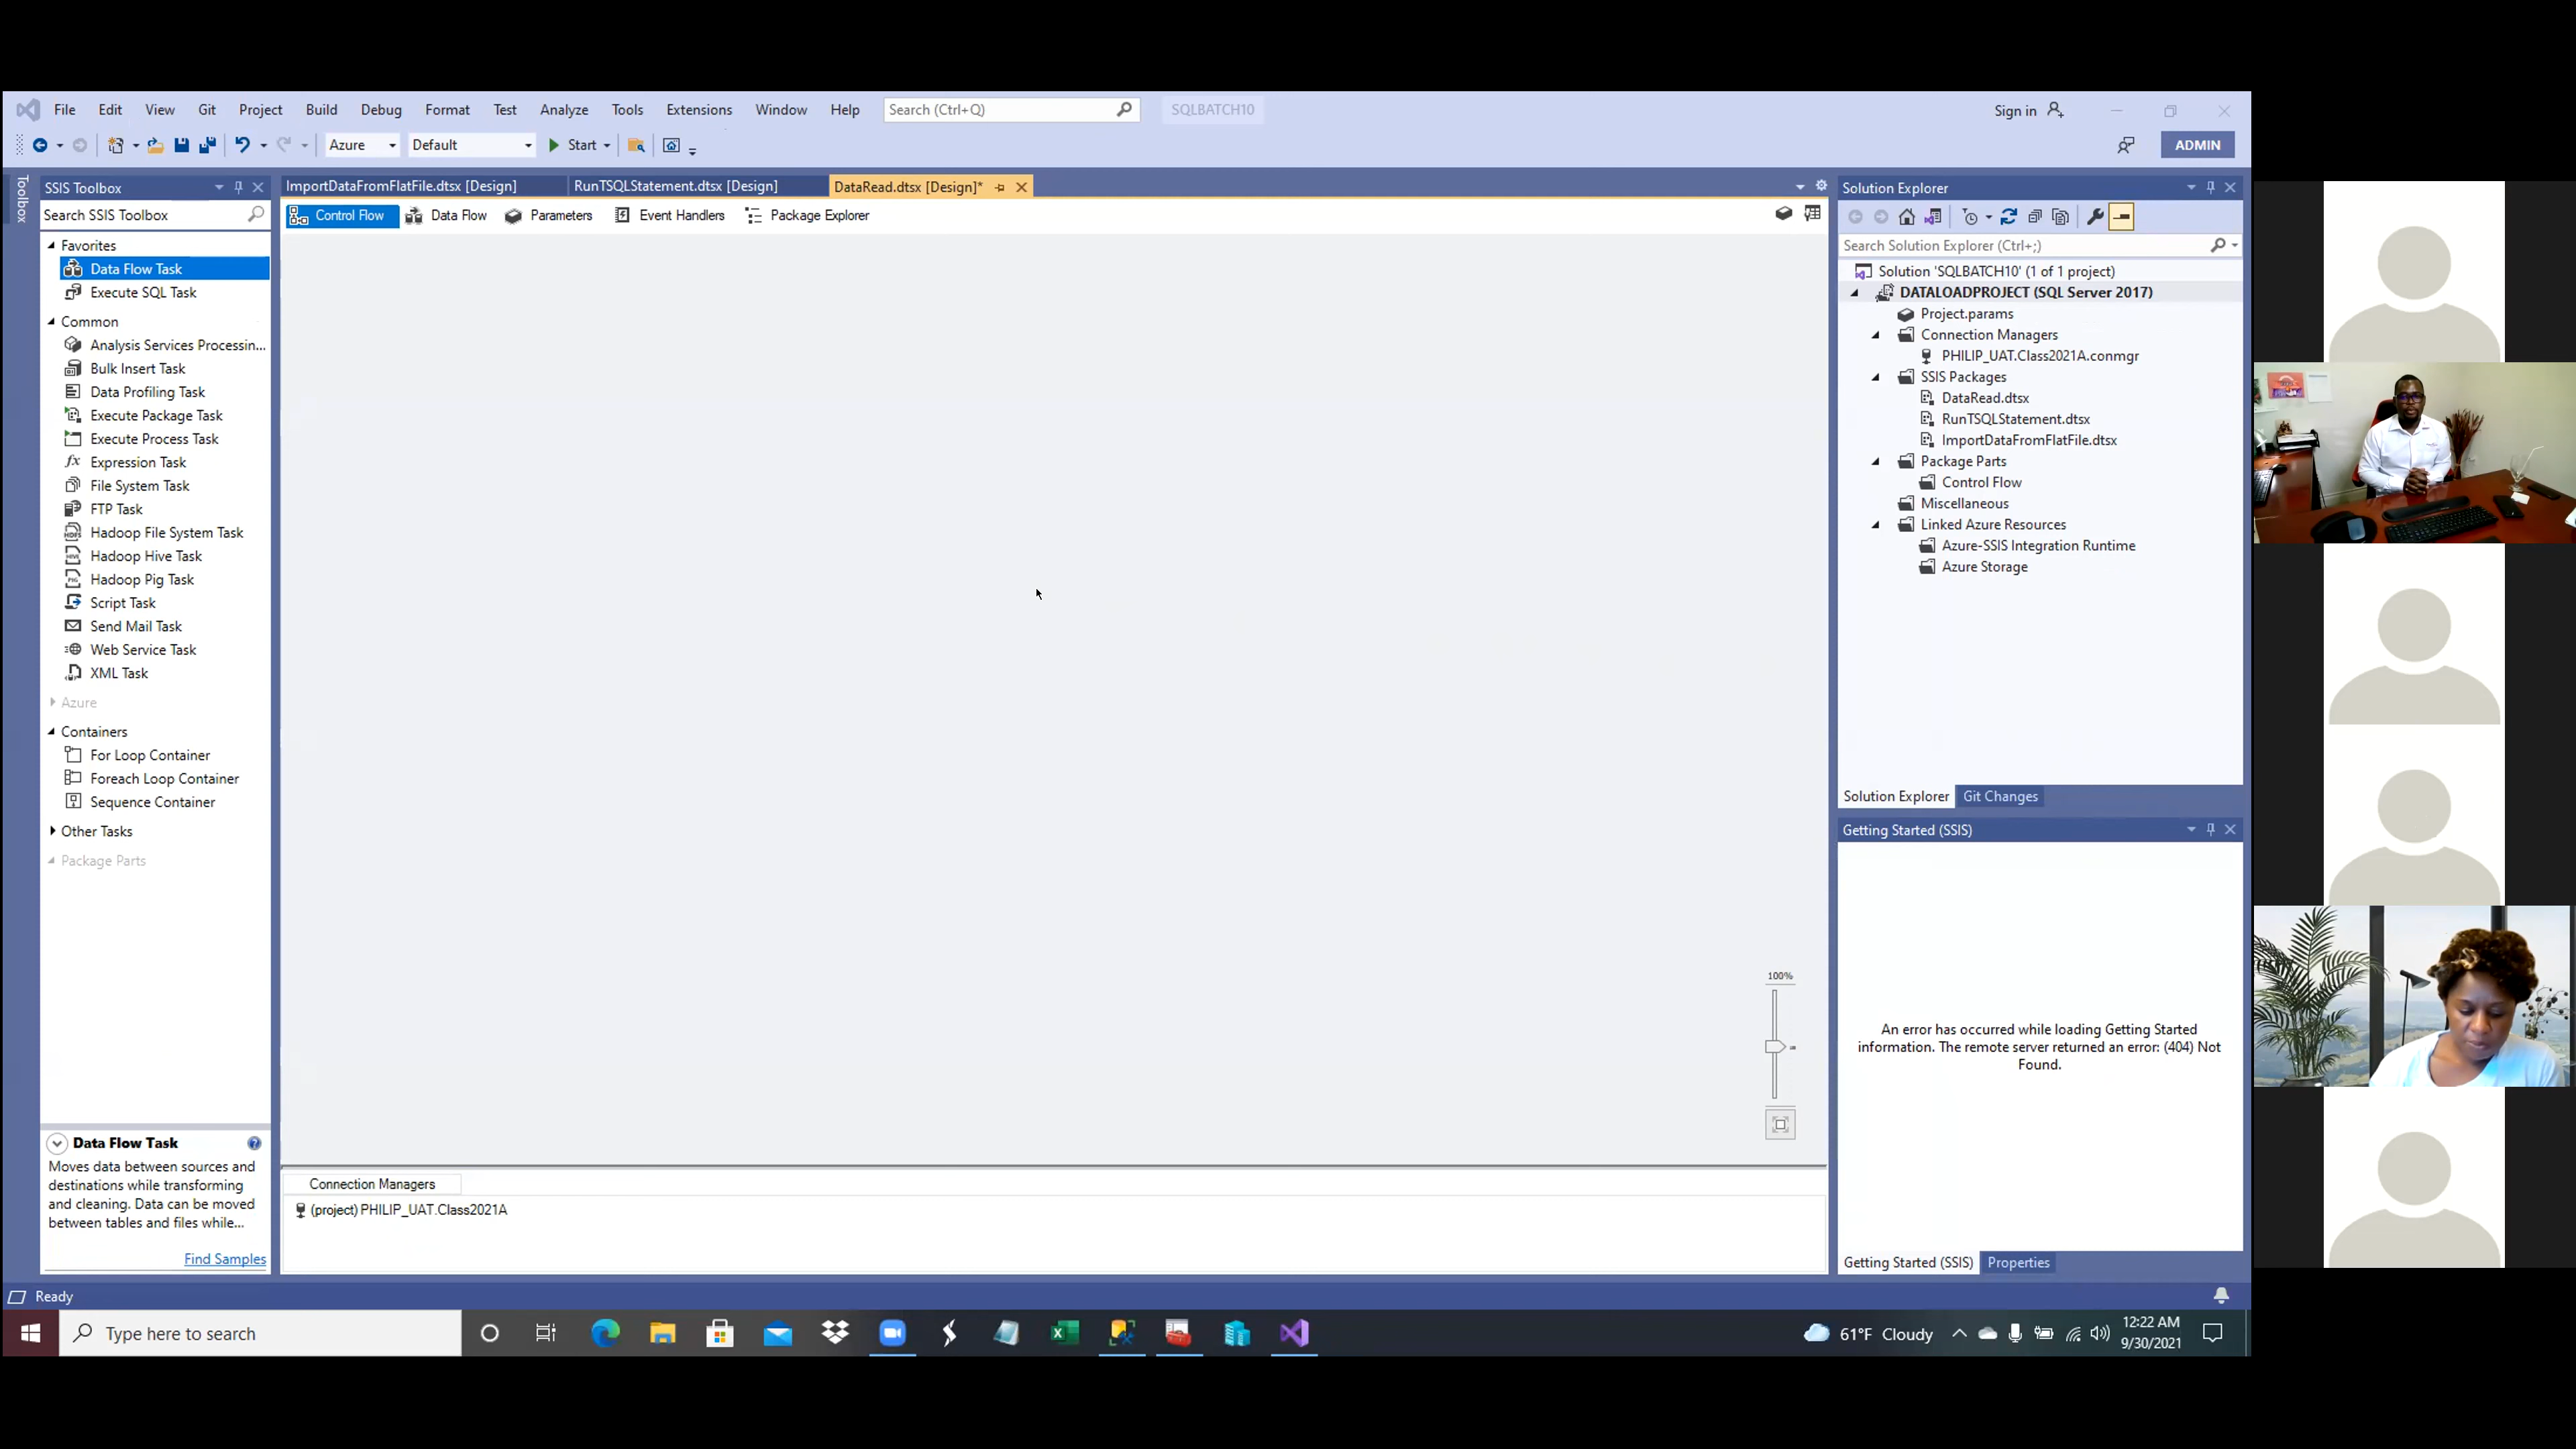 File Edit View Git Project Build Debug Format Test Analyze Tools Extensions Window Help Search (Ctrl+Q) SQLBATCH10 Sign in
Azure Default Start ADMIN
Toolbox
SSIS Toolbox
Search SSIS Toolbox
Favorites
Data Flow Task
Execute SQL Task
Common
Analysis Services Processin...
Bulk Insert Task
Data Profiling Task
Execute Package Task
Execute Process Task
Expression Task
File System Task
FTP Task
Hadoop File System Task
Hadoop Hive Task
Hadoop Pig Task
Script Task
Send Mail Task
Web Service Task
XML Task
Azure
Containers
For Loop Container
Foreach Loop Container
Sequence Container
Other Tasks
Package Parts
Data Flow Task
Moves data between sources and
destinations while transforming
and cleaning. Data can be moved
between tables and files while...
Find Samples
ImportDataFromFlatFile.dtsx [Design] RunTSQLStatement.dtsx [Design] DataRead.dtsx [Design]*
Control Flow Data Flow Parameters Event Handlers Package Explorer
100%
Connection Managers
(project) PHILIP_UAT.Class2021A
Solution Explorer
Search Solution Explorer (Ctrl+;)
Solution 'SQLBATCH10' (1 of 1 project)
DATALOADPROJECT (SQL Server 2017)
Project.params
Connection Managers
PHILIP_UAT.Class2021A.conmgr
SSIS Packages
DataRead.dtsx
RunTSQLStatement.dtsx
ImportDataFromFlatFile.dtsx
Package Parts
Control Flow
Miscellaneous
Linked Azure Resources
Azure-SSIS Integration Runtime
Azure Storage
Solution Explorer Git Changes
Getting Started (SSIS)
An error has occurred while loading Getting Started
information. The remote server returned an error: (404) Not
Found.
Getting Started (SSIS) Properties
Ready
Type here to search
61°F Cloudy
12:22 AM
9/30/2021